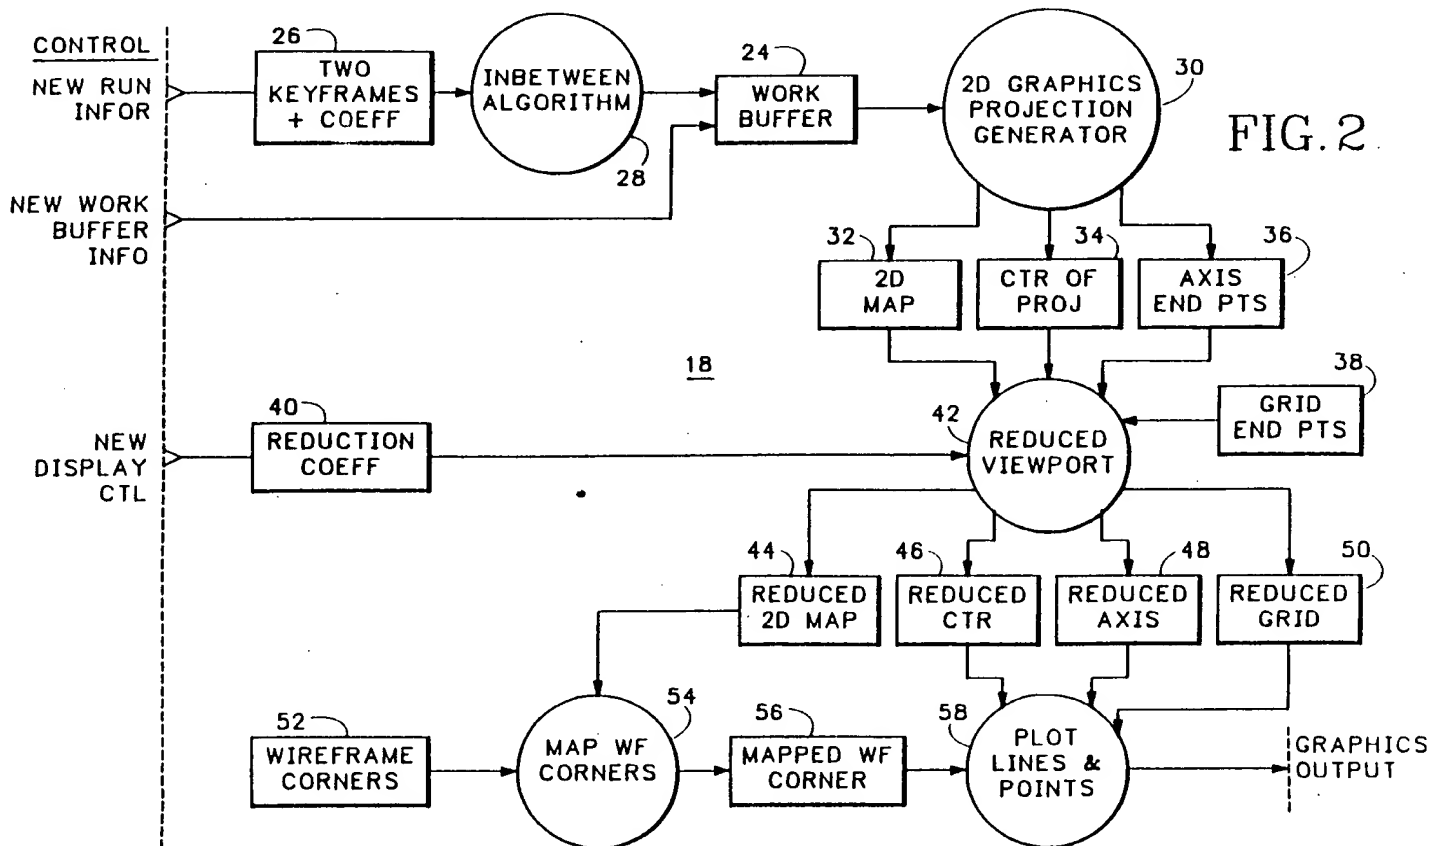 CONTROL
NEW RUN
INFOR
26
TWO
KEYFRAMES
+ COEFF
INBETWEEN
ALGORITHM
28
24
WORK
BUFFER
2D GRAPHICS
PROJECTION
GENERATOR
30
FIG. 2
NEW WORK
BUFFER
INFO
32
2D
MAP
34
CTR OF
PROJ
36
AXIS
END PTS
18
38
GRID
END PTS
NEW
DISPLAY
CTL
40
REDUCTION
COEFF
42
REDUCED
VIEWPORT
44
REDUCED
2D MAP
46
REDUCED
CTR
48
REDUCED
AXIS
50
REDUCED
GRID
52
WIREFRAME
CORNERS
54
MAP WF
CORNERS
56
MAPPED WF
CORNER
58
PLOT
LINES &
POINTS
GRAPHICS
OUTPUT